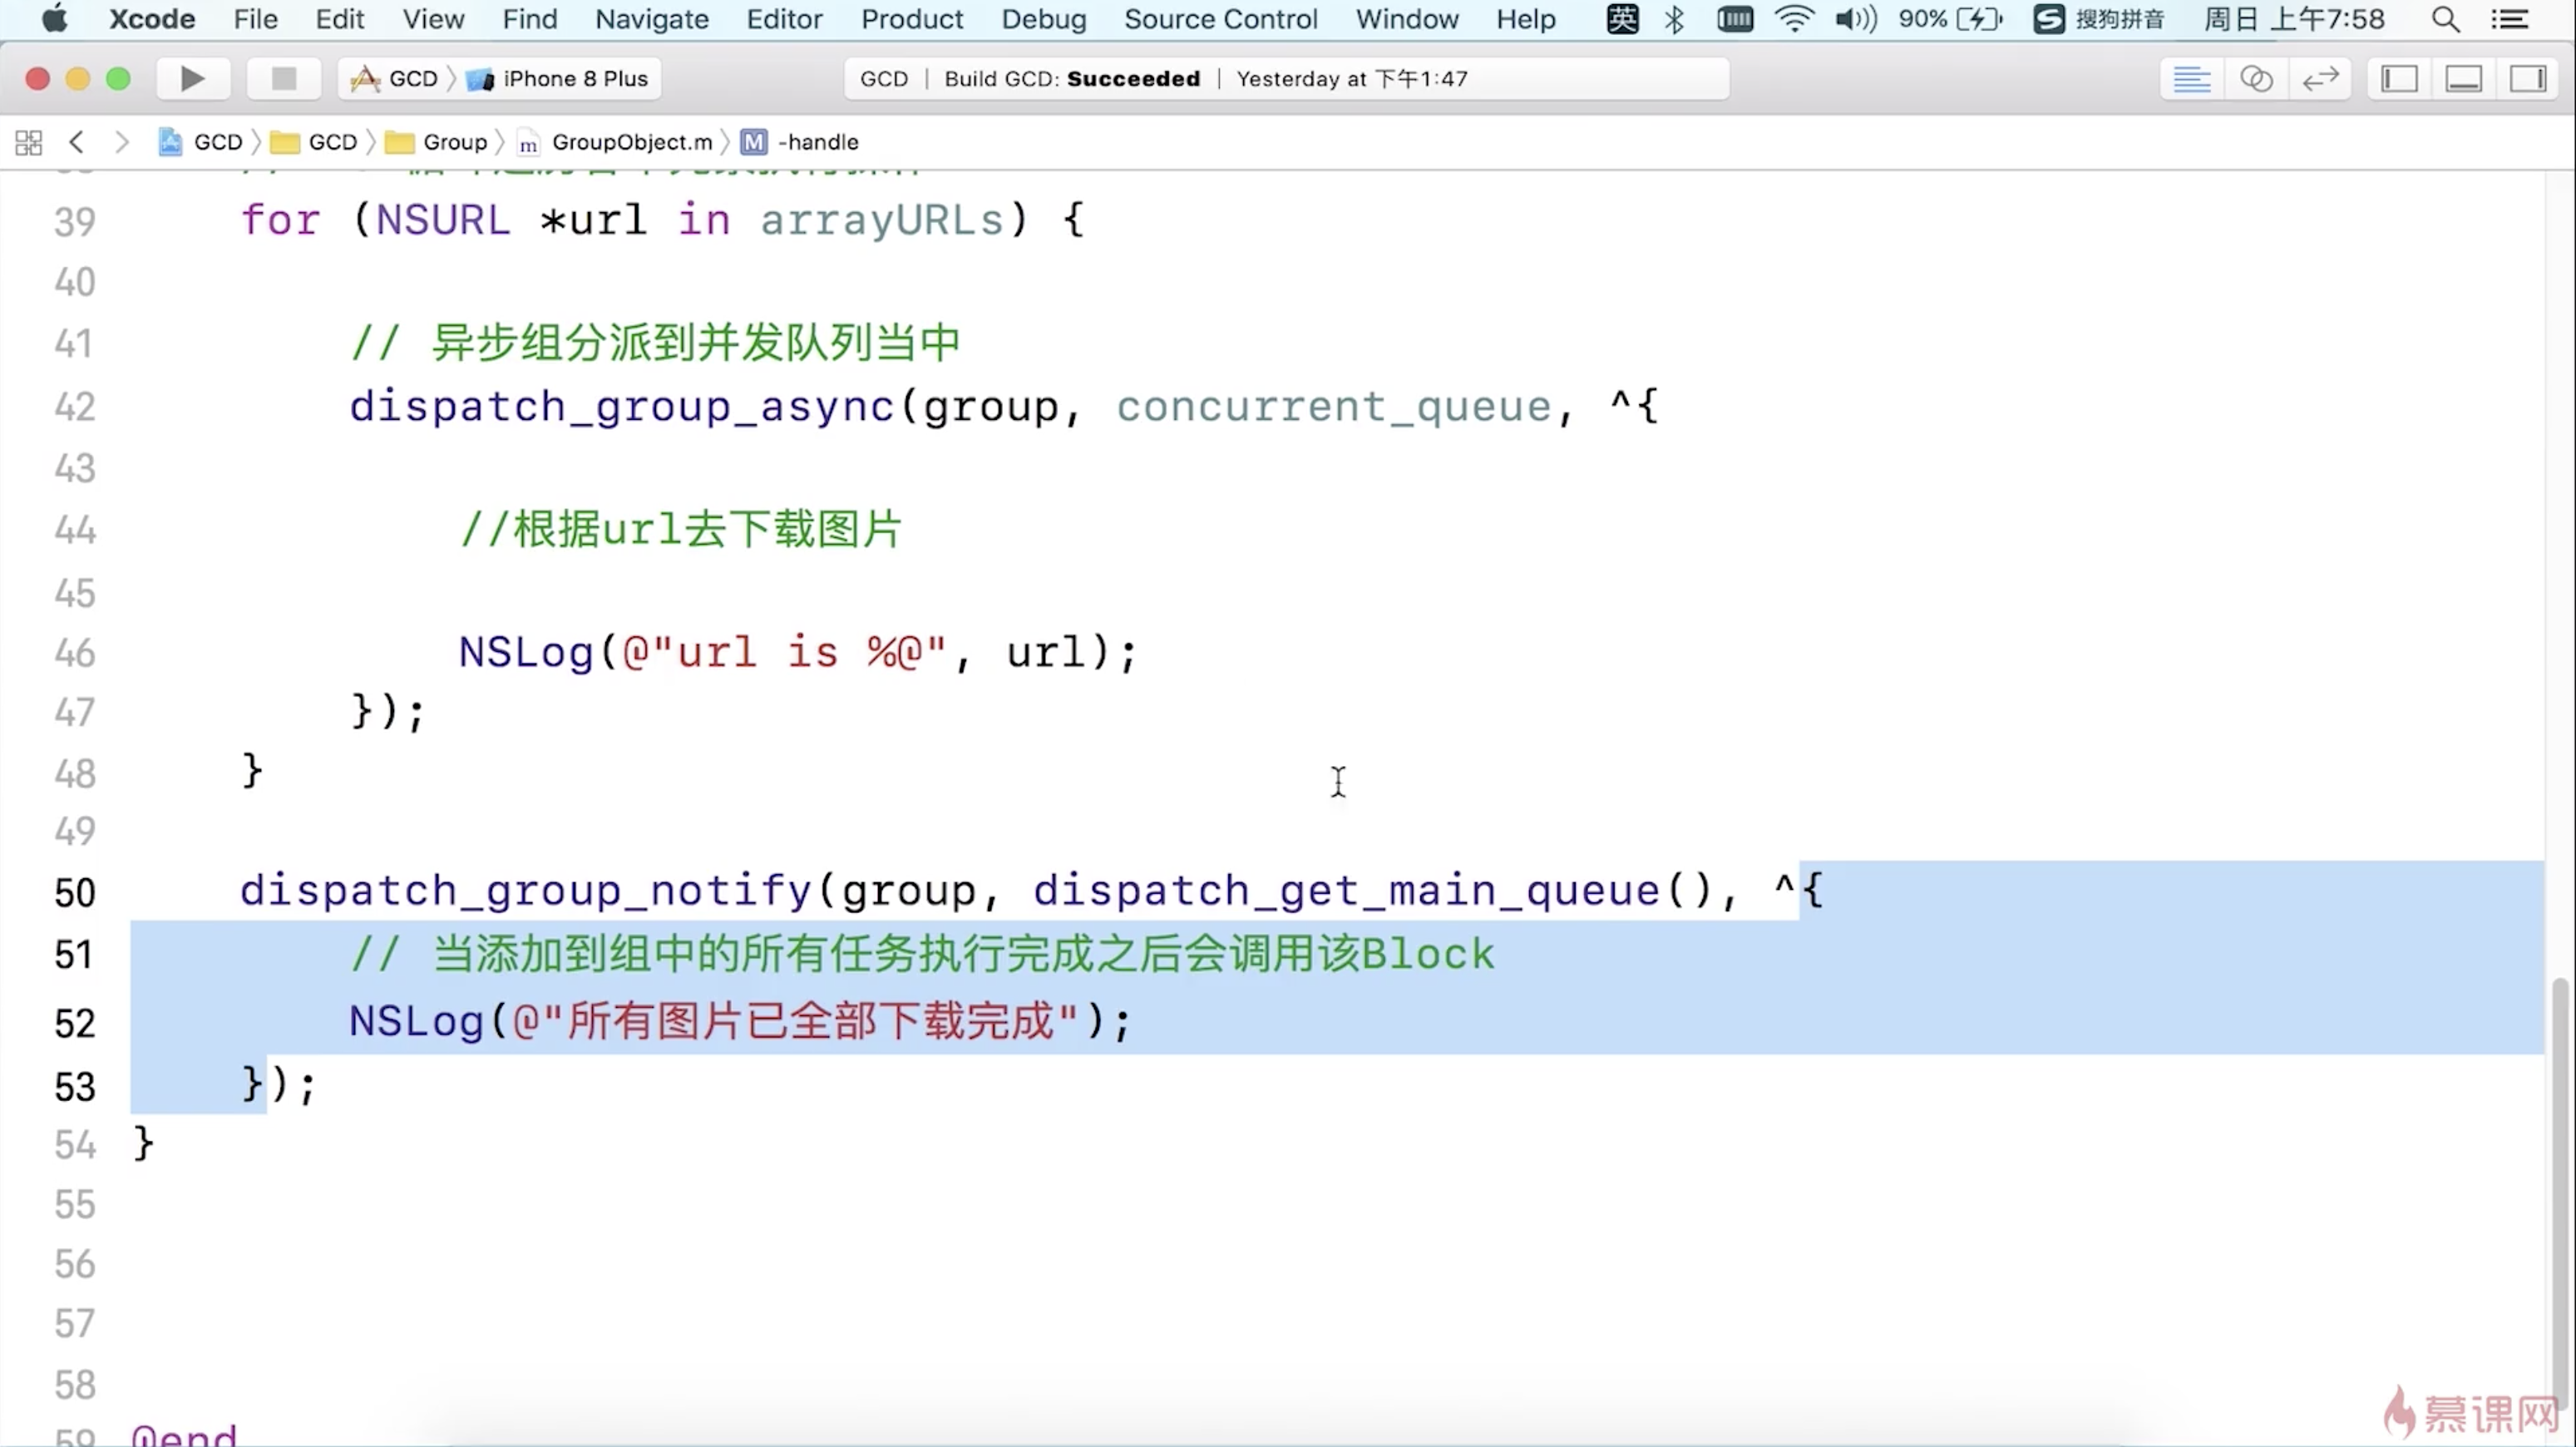 Xcode File Edit View Find Navigate Editor Product Debug Source Control Window Help 英 90% S 搜狗拼音 周日 上午7:58
GCD iPhone 8 Plus GCD | Build GCD: Succeeded | Yesterday at 下午1:47
GCD GCD Group m GroupObject.m M -handle
39 for (NSURL *url in arrayURLs) {
40
41 // 异步组分派到并发队列当中
42 dispatch_group_async(group, concurrent_queue, ^{
43
44 //根据url去下载图片
45
46 NSLog(@"url is %@", url);
47 });
48 }
49
50 dispatch_group_notify(group, dispatch_get_main_queue(), ^{
51 // 当添加到组中的所有任务执行完成之后会调用该Block
52 NSLog(@"所有图片已全部下载完成");
53 });
54 }
55
56
57
58
59 @end
慕课网